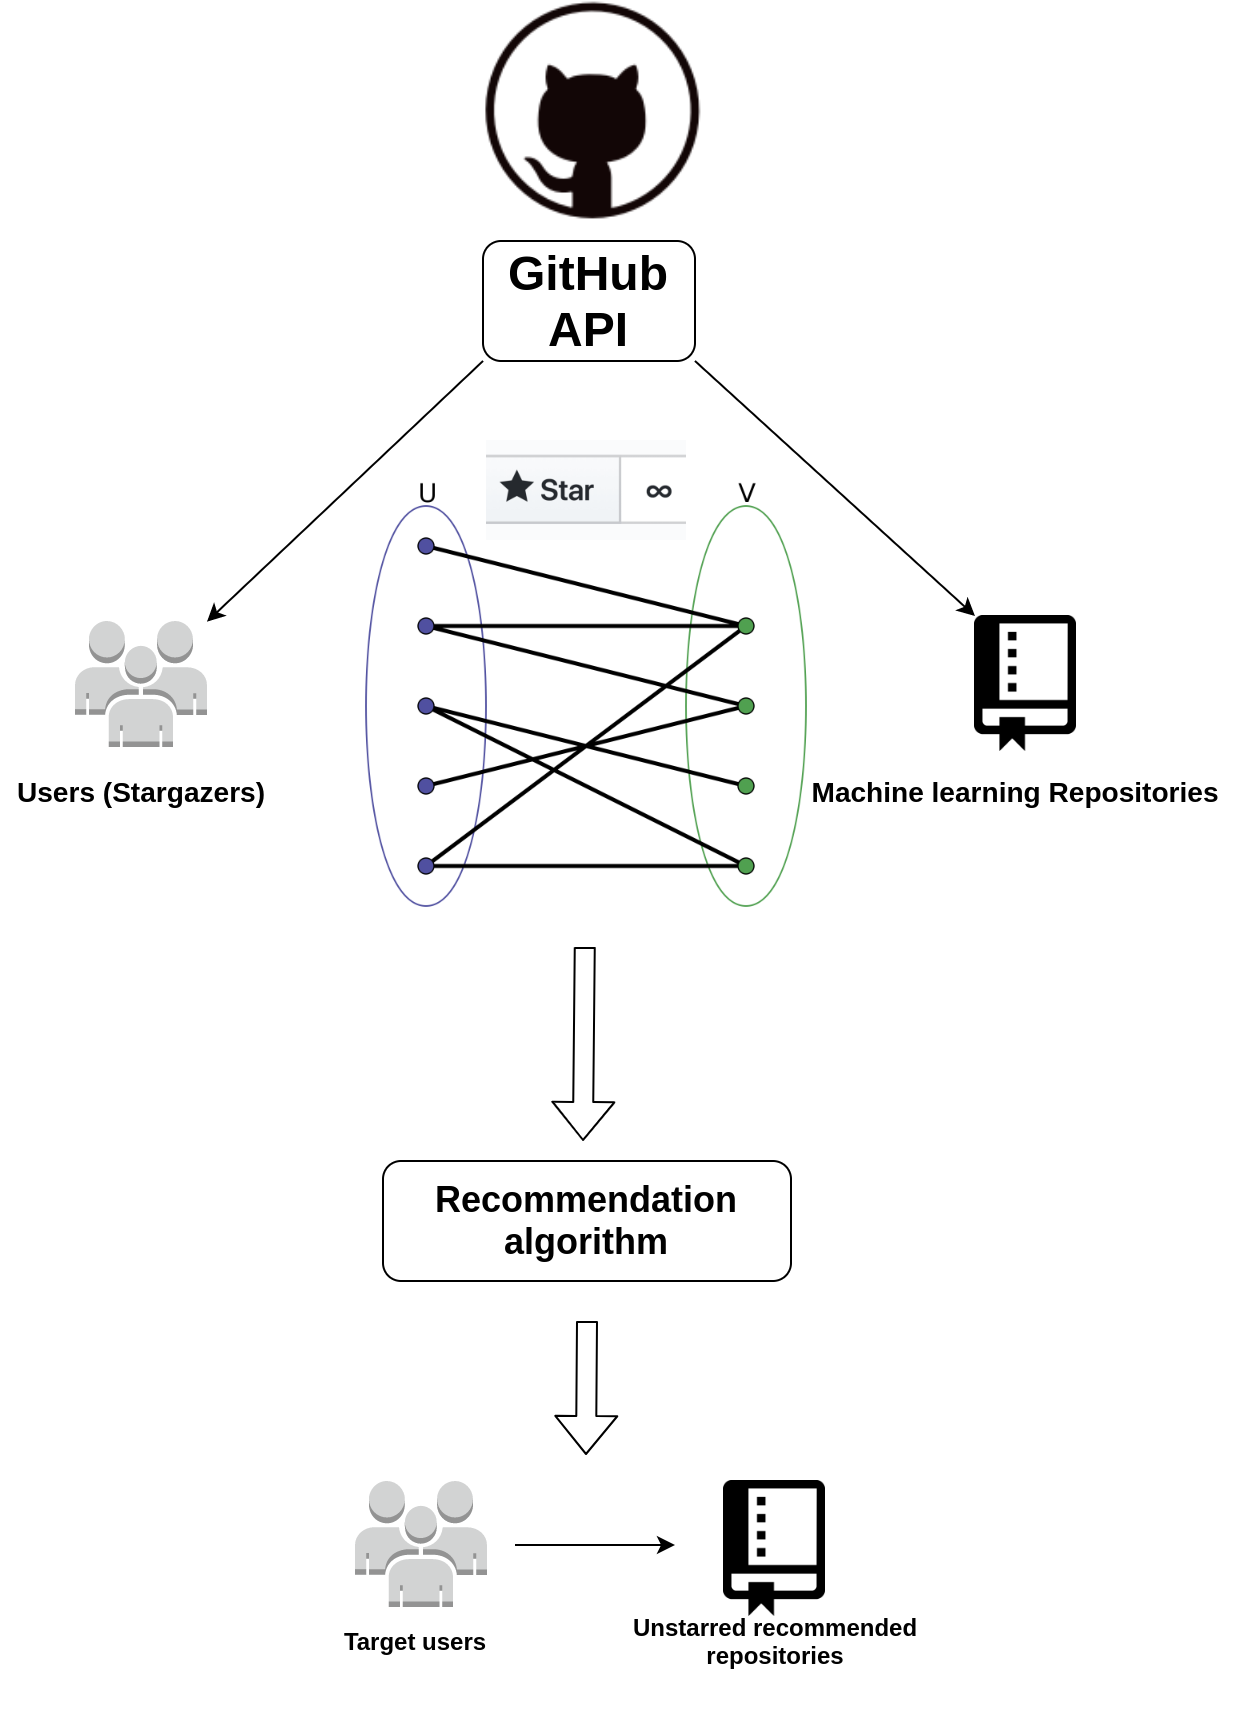 GitHub
API
Star ∞
U
V
Users (Stargazers)
Machine learning Repositories
Recommendation
algorithm
Target users
Unstarred recommended
repositories